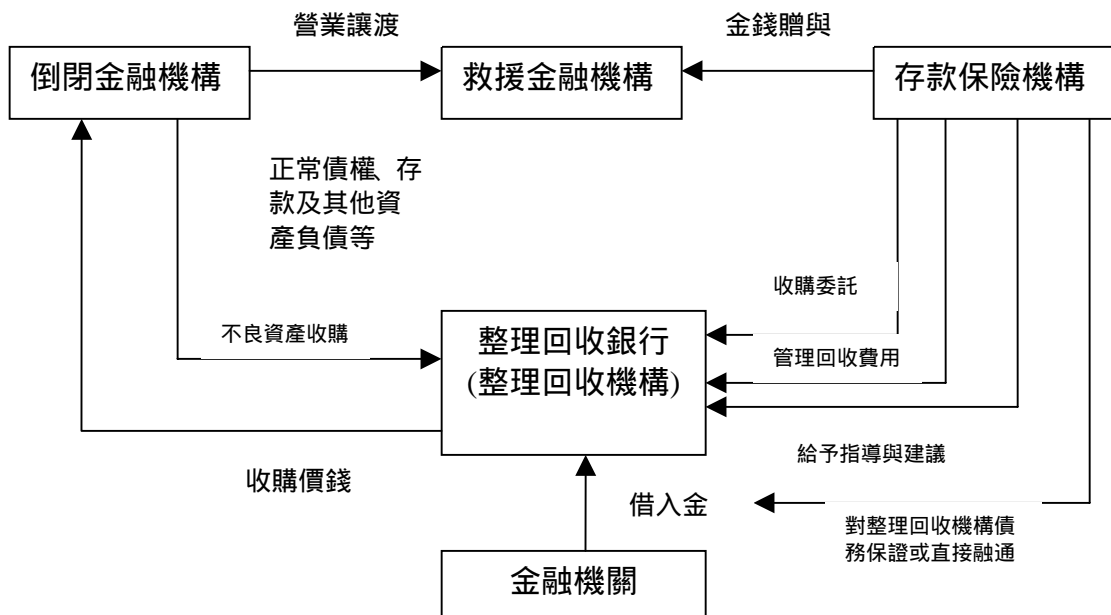 營業讓渡
金錢贈與
倒閉金融機構
救援金融機構
存款保險機構
正常債權、存
款及其他資
產負債等
收購委託
不良資產收購
整理回收銀行
(整理回收機構)
管理回收費用
給予指導與建議
收購價錢
借入金
對整理回收機構債
務保證或直接融通
金融機關